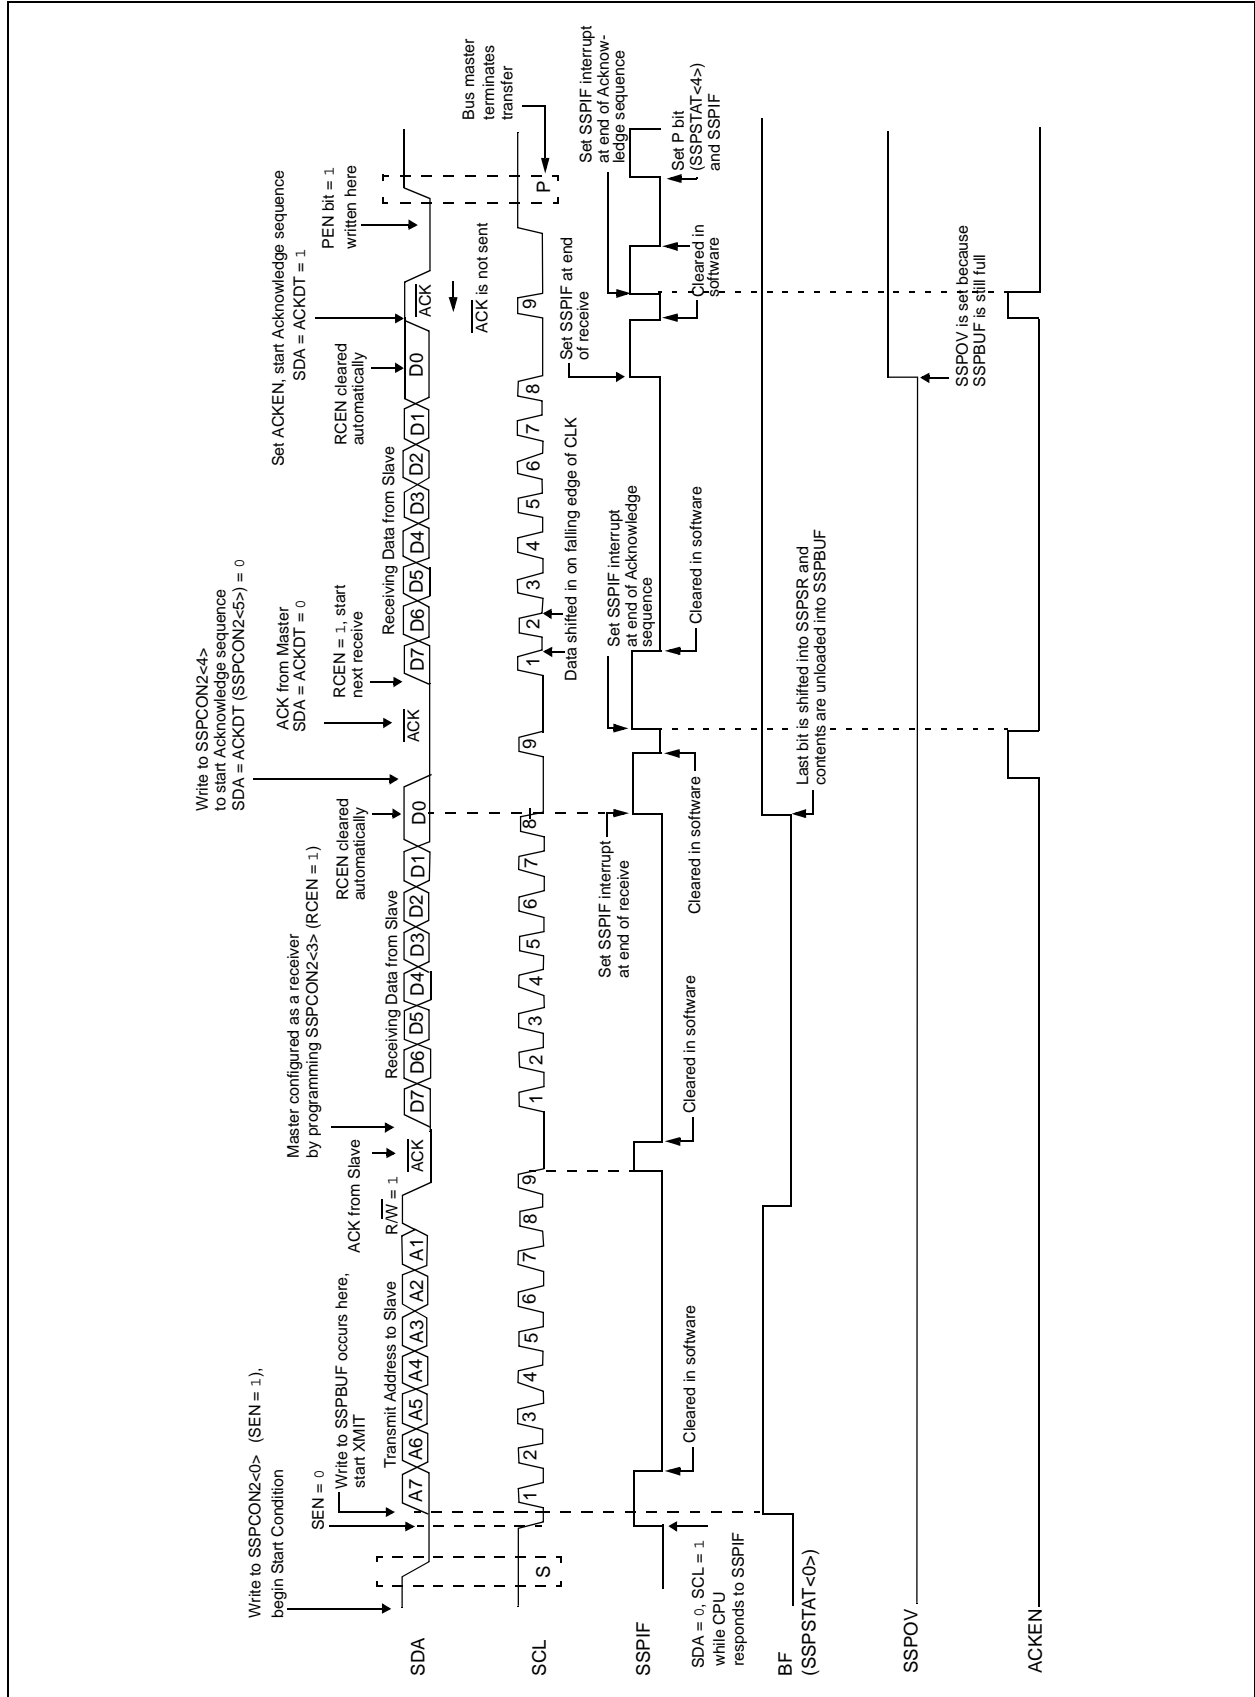 Write to SSPCON2<0> (SEN = 1),
begin Start Condition
SEN = 0
Write to SSPBUF occurs here,
start XMIT
Transmit Address to Slave
R/W = 1
ACK from Slave
Master configured as a receiver
by programming SSPCON2<3> (RCEN = 1)
Receiving Data from Slave
RCEN cleared
automatically
Write to SSPCON2<4>
to start Acknowledge sequence
SDA = ACKDT (SSPCON2<5>) = 0
ACK from Master
SDA = ACKDT = 0
RCEN = 1, start
next receive
Receiving Data from Slave
RCEN cleared
automatically
Set ACKEN, start Acknowledge sequence
SDA = ACKDT = 1
PEN bit = 1
written here
SDA
A7 A6 A5 A4 A3 A2 A1 ACK D7 D6 D5 D4 D3 D2 D1 D0 ACK D7 D6 D5 D4 D3 D2 D1 D0 ACK
ACK is not sent
Bus master
terminates
transfer
SCL
S 1 2 3 4 5 6 7 8 9 1 2 3 4 5 6 7 8 9 1 2 3 4 5 6 7 8 9 P
Data shifted in on falling edge of CLK
Set SSPIF interrupt
at end of receive
Set SSPIF interrupt
at end of Acknowledge
sequence
Set SSPIF at end
of receive
Set SSPIF interrupt
at end of Acknow-
ledge sequence
SSPIF
SDA = 0, SCL = 1
while CPU
responds to SSPIF
Cleared in software
Cleared in software
Cleared in software
Cleared in software
Cleared in software
Cleared in
software
Set P bit
(SSPSTAT<4>)
and SSPIF
BF
(SSPSTAT<0>)
Last bit is shifted into SSPSR and
contents are unloaded into SSPBUF
SSPOV
SSPOV is set because
SSPBUF is still full
ACKEN